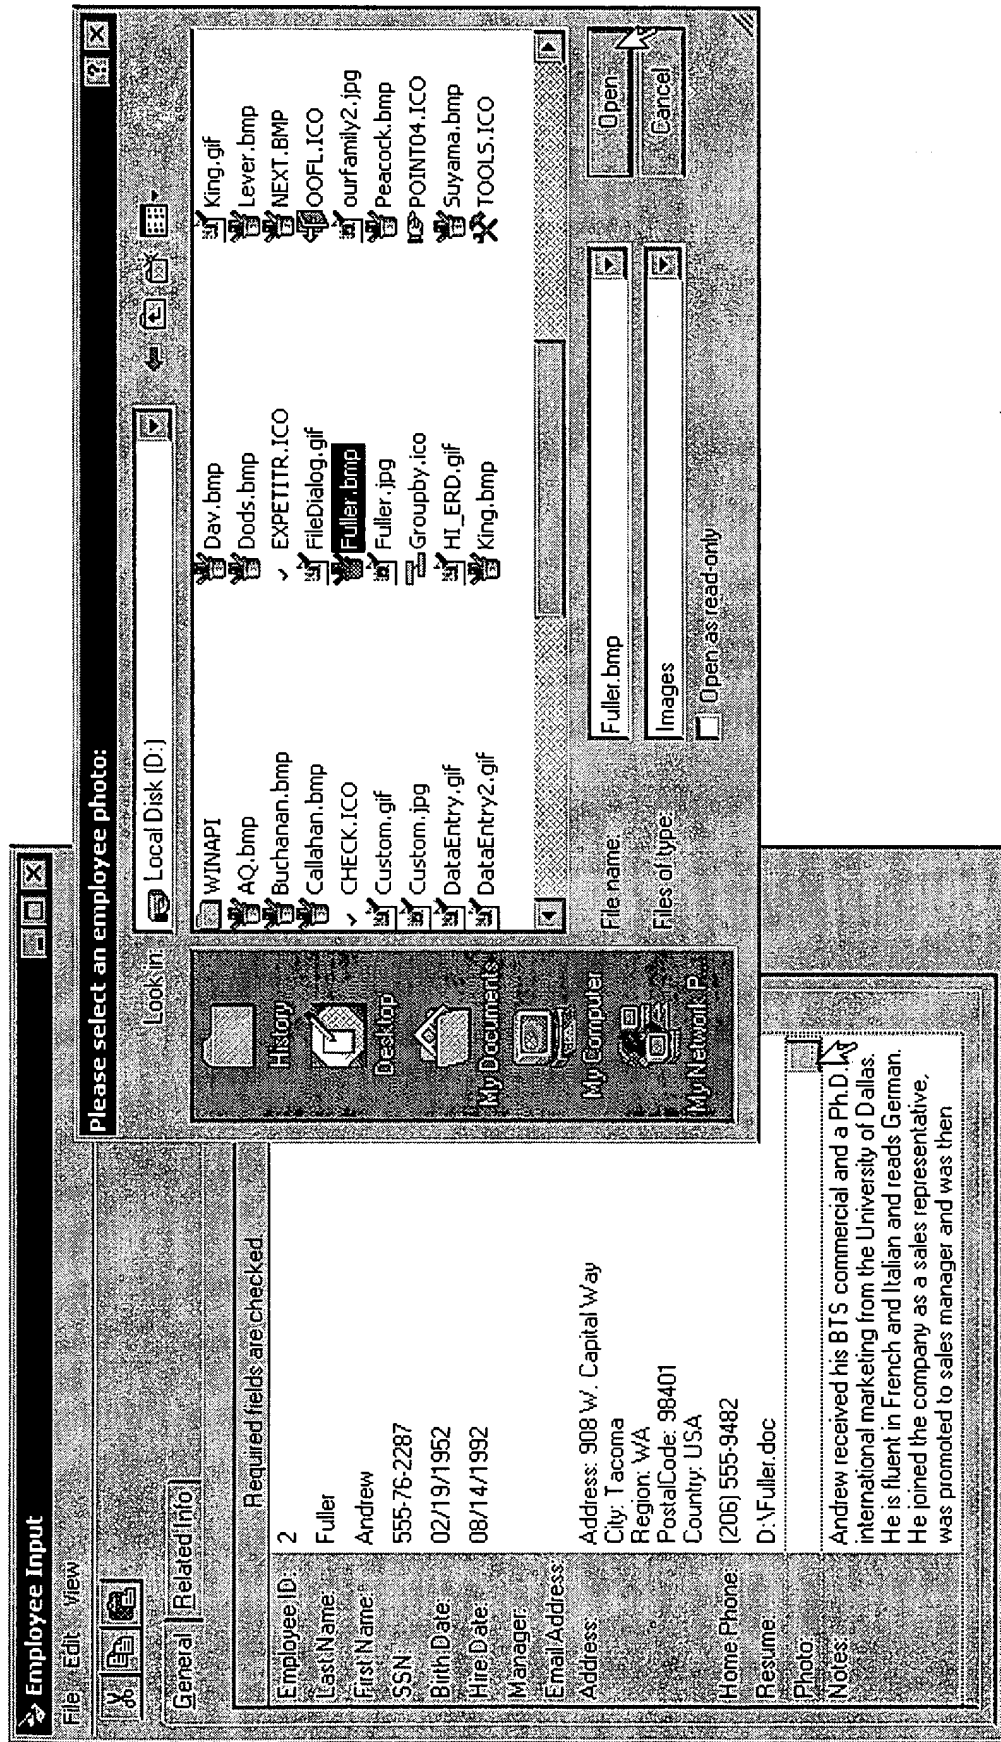 Employee Input
File Edit View
General Related Info
Required fields are checked.
Employee ID: 2
Last Name: Fuller
First Name: Andrew
SSN: 555-76-2287
Birth Date: 02/19/1952
Hire Date: 08/14/1992
Manager:
Email Address:
Address: Address: 908 W. Capital Way
City: Tacoma
Region: WA
PostalCode: 98401
Country: USA
Home Phone: (206) 555-9482
Resume: D:\Fuller.doc
Photo:
Notes: Andrew received his BTS commercial and a Ph.D.
international marketing from the University of Dallas.
He is fluent in French and Italian and reads German.
He joined the company as a sales representative,
was promoted to sales manager and was then
Please select an employee photo:
Look in: Local Disk (D:)
History
Desktop
My Documents
My Computer
My Network P...
WINAPI
AQ.bmp
Buchanan.bmp
Callahan.bmp
CHECK.ICO
Custom.gif
Custom.jpg
DataEntry.gif
DataEntry2.gif
Dav.bmp
Dods.bmp
EXPETITR.ICO
FileDialog.gif
Fuller.bmp
Fuller.jpg
Groupby.ico
HI_ERD.gif
King.bmp
King.gif
Lever.bmp
NEXT.BMP
OOFL.ICO
ourfamily2.jpg
Peacock.bmp
POINT04.ICO
Suyama.bmp
TOOLS.ICO
File name: Fuller.bmp
Open
Files of type: Images
Cancel
Open as read-only